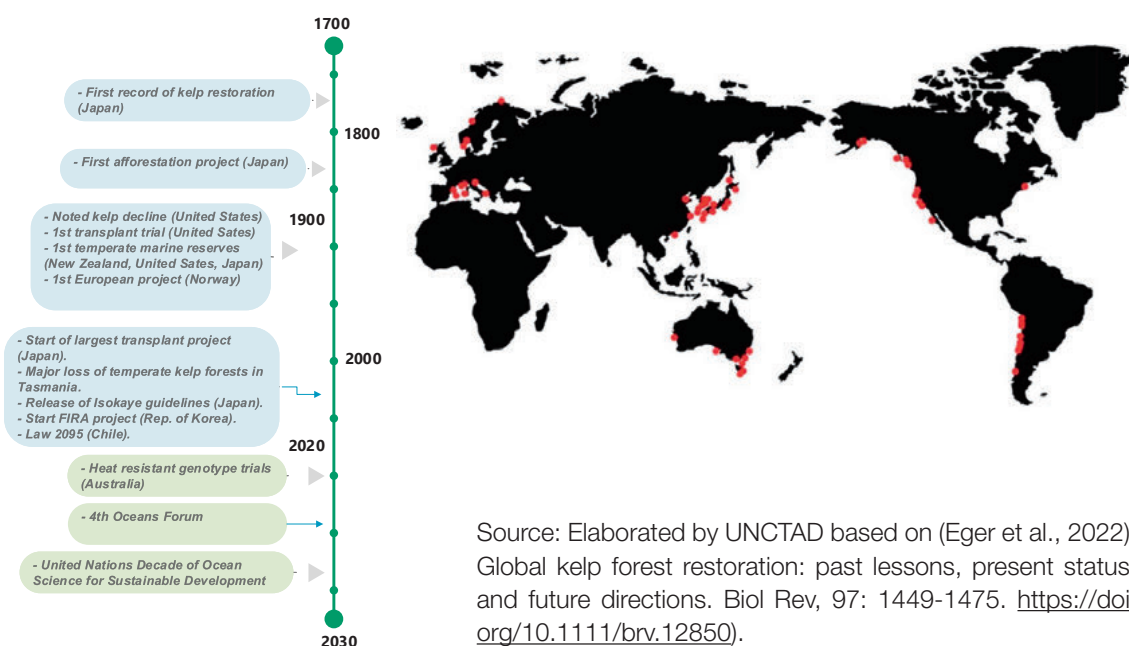 1700
- First record of kelp restoration
(Japan)
1800
- First afforestation project (Japan)
- Noted kelp decline (United States)
- 1st transplant trial (United Sates)
- 1st temperate marine reserves
(New Zealand, United Sates, Japan)
- 1st European project (Norway)
1900
- Start of largest transplant project
(Japan).
- Major loss of temperate kelp forests in
Tasmania.
- Release of Isokaye guidelines (Japan).
- Start FIRA project (Rep. of Korea).
- Law 2095 (Chile).
2000
2020
- Heat resistant genotype trials
(Australia)
- 4th Oceans Forum
- United Nations Decade of Ocean
Science for Sustainable Development
2030
Source: Elaborated by UNCTAD based on (Eger et al., 2022)
Global kelp forest restoration: past lessons, present status
and future directions. Biol Rev, 97: 1449-1475. https://doi
org/10.1111/brv.12850).